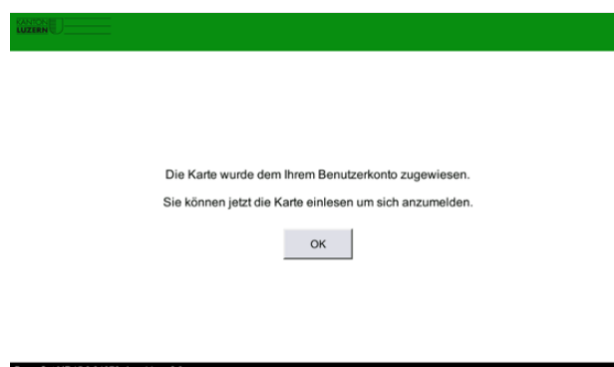 KANTON
LUZERN
Die Karte wurde dem Ihrem Benutzerkonto zugewiesen.
Sie können jetzt die Karte einlesen um sich anzumelden.
OK